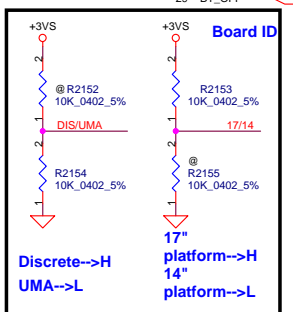 +3VS
+3VS
Board ID
2
2
@ R2152
10K_0402_5%
R2153
10K_0402_5%
1
1
DIS/UMA
17/14
2
2
R2154
10K_0402_5%
@
R2155
10K_0402_5%
1
1
Discrete-->H
UMA-->L
17"
platform-->H
14"
platform-->L